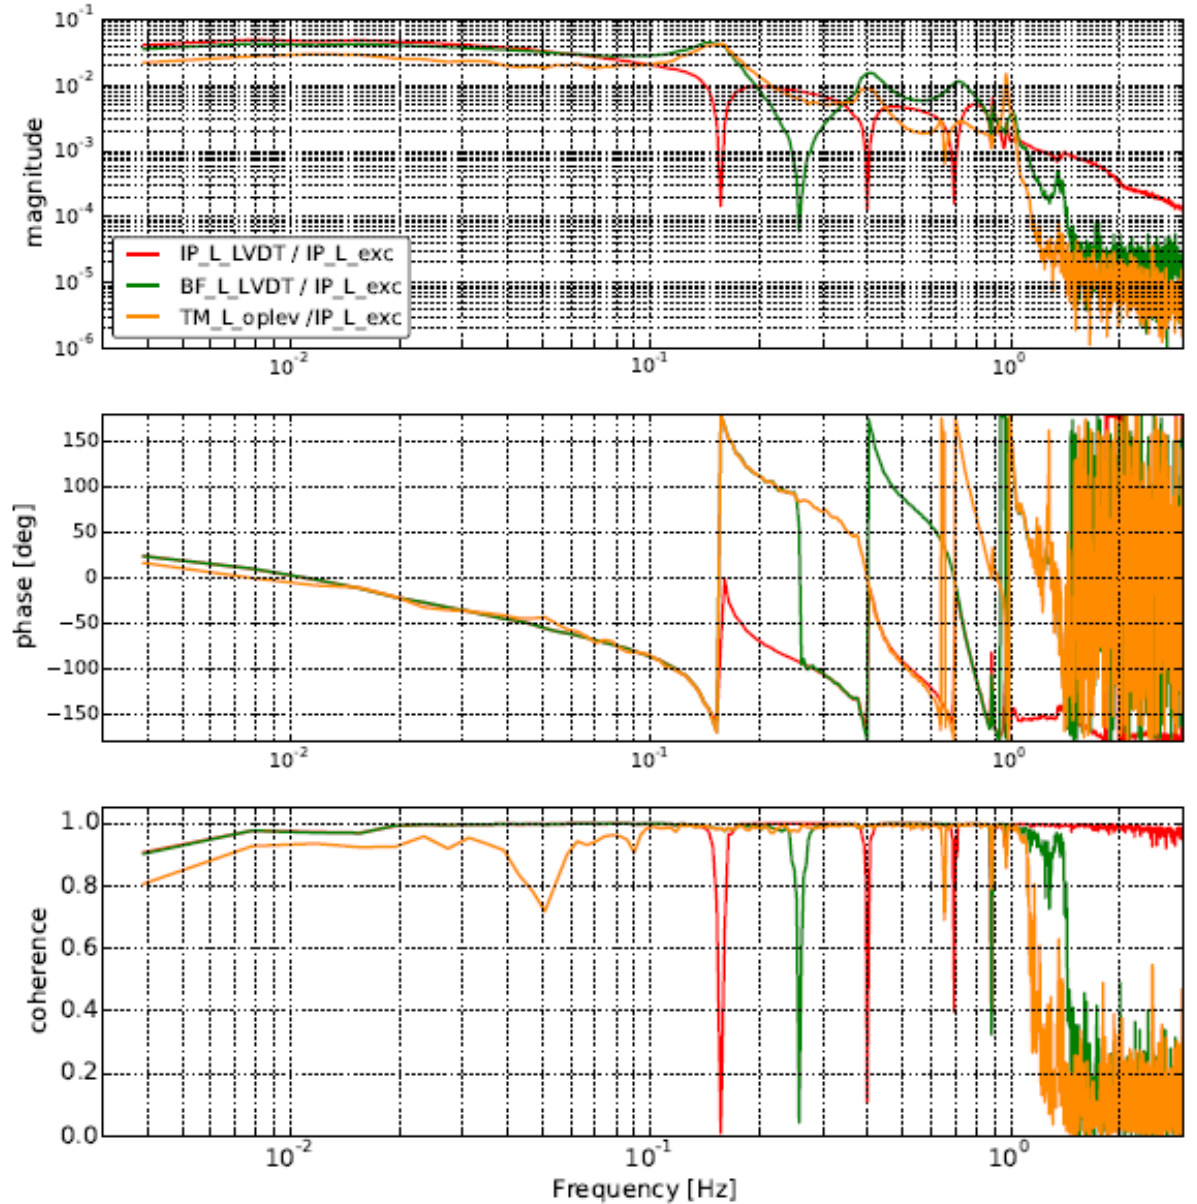 10⁻¹
10⁻²
10⁻³
10⁻⁴
10⁻⁵
10⁻⁶
magnitude
IP_L_LVDT / IP_L_exc
BF_L_LVDT / IP_L_exc
TM_L_oplev /IP_L_exc
10⁻² 10⁻¹ 10⁰
150
100
50
0
−50
−100
−150
phase [deg]
10⁻² 10⁻¹ 10⁰
1.0
0.8
0.6
0.4
0.2
0.0
coherence
10⁻² 10⁻¹ 10⁰
Frequency [Hz]